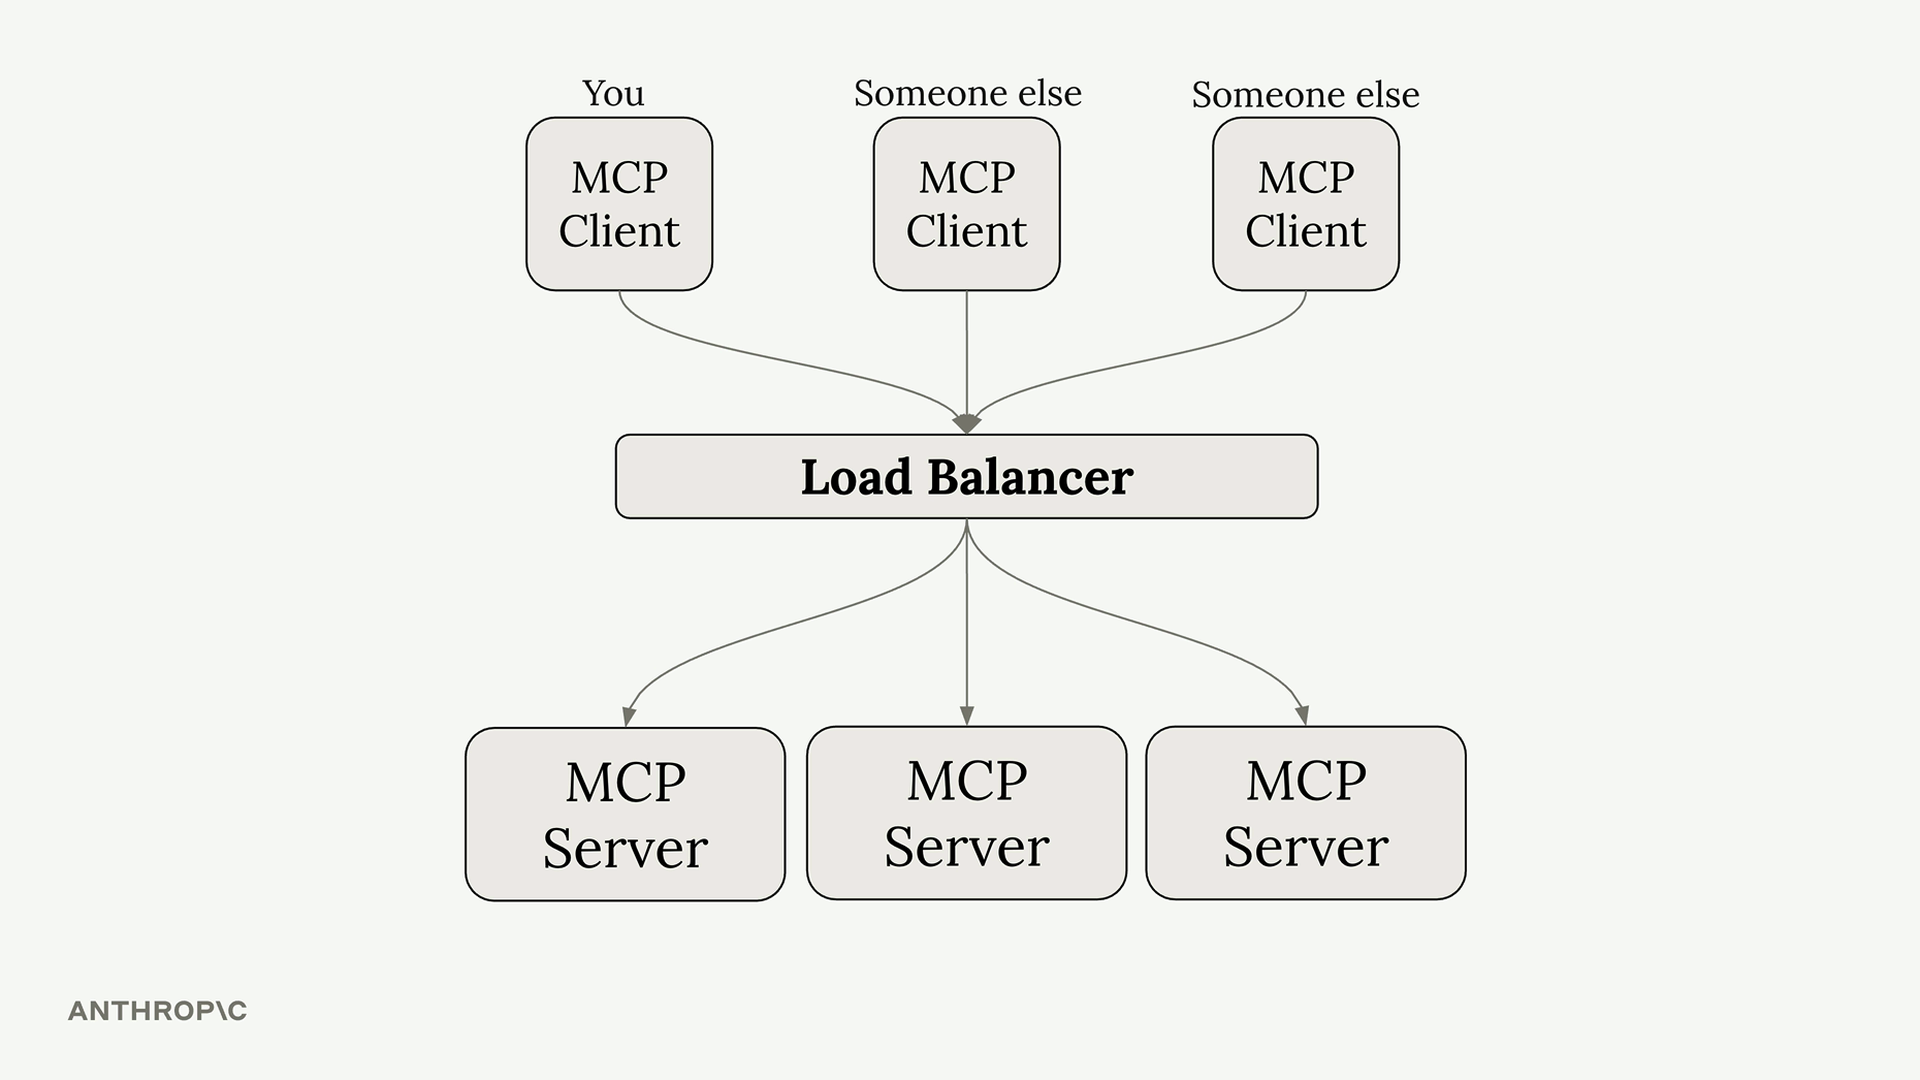 You
Someone else
Someone else
MCP
Client
MCP
Client
MCP
Client
Load Balancer
MCP
Server
MCP
Server
MCP
Server
ANTHROP\C